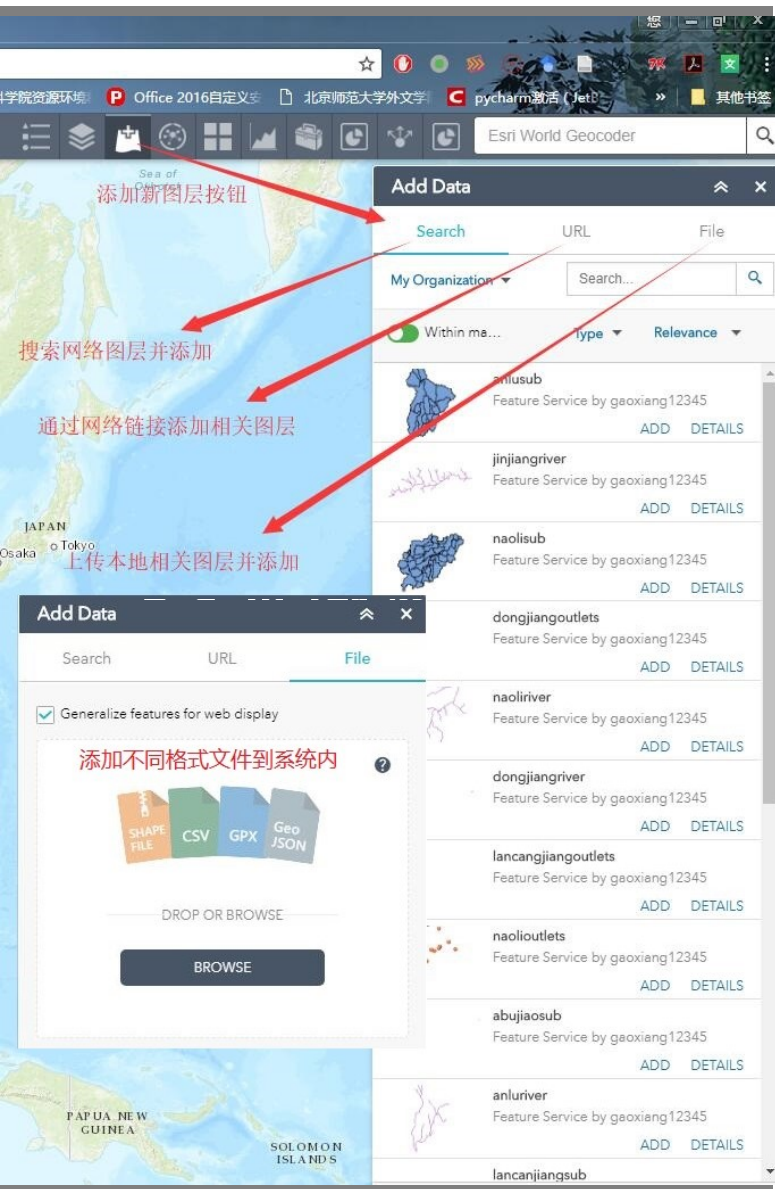 您
学院资源环境
Office 2016自定义安
北京师范大学外文学
pycharm激活 ( JetB
»
其他书签
Esri World Geocoder
Sea of
添加新图层按钮
Add Data
Search
URL
File
My Organization
Search...
搜索网络图层并添加
Within ma...
Type
Relevance
anlusub
Feature Service by gaoxiang12345
ADD DETAILS
通过网络链接添加相关图层
jinjiangriver
Feature Service by gaoxiang12345
ADD DETAILS
JAPAN
Osaka
Tokyo
上传本地相关图层并添加
naolisub
Feature Service by gaoxiang12345
ADD DETAILS
dongjiangoutlets
Feature Service by gaoxiang12345
ADD DETAILS
naoliriver
Feature Service by gaoxiang12345
ADD DETAILS
dongjiangriver
Feature Service by gaoxiang12345
ADD DETAILS
lancangjiangoutlets
Feature Service by gaoxiang12345
ADD DETAILS
naolioutlets
Feature Service by gaoxiang12345
ADD DETAILS
abujiaosub
Feature Service by gaoxiang12345
ADD DETAILS
anluriver
Feature Service by gaoxiang12345
ADD DETAILS
lancanjiangsub
Add Data
Search
URL
File
Generalize features for web display
添加不同格式文件到系统内
SHAPE
FILE
CSV
GPX
Geo
JSON
DROP OR BROWSE
BROWSE
PAPUA NEW
GUINEA
SOLOMON
ISLANDS